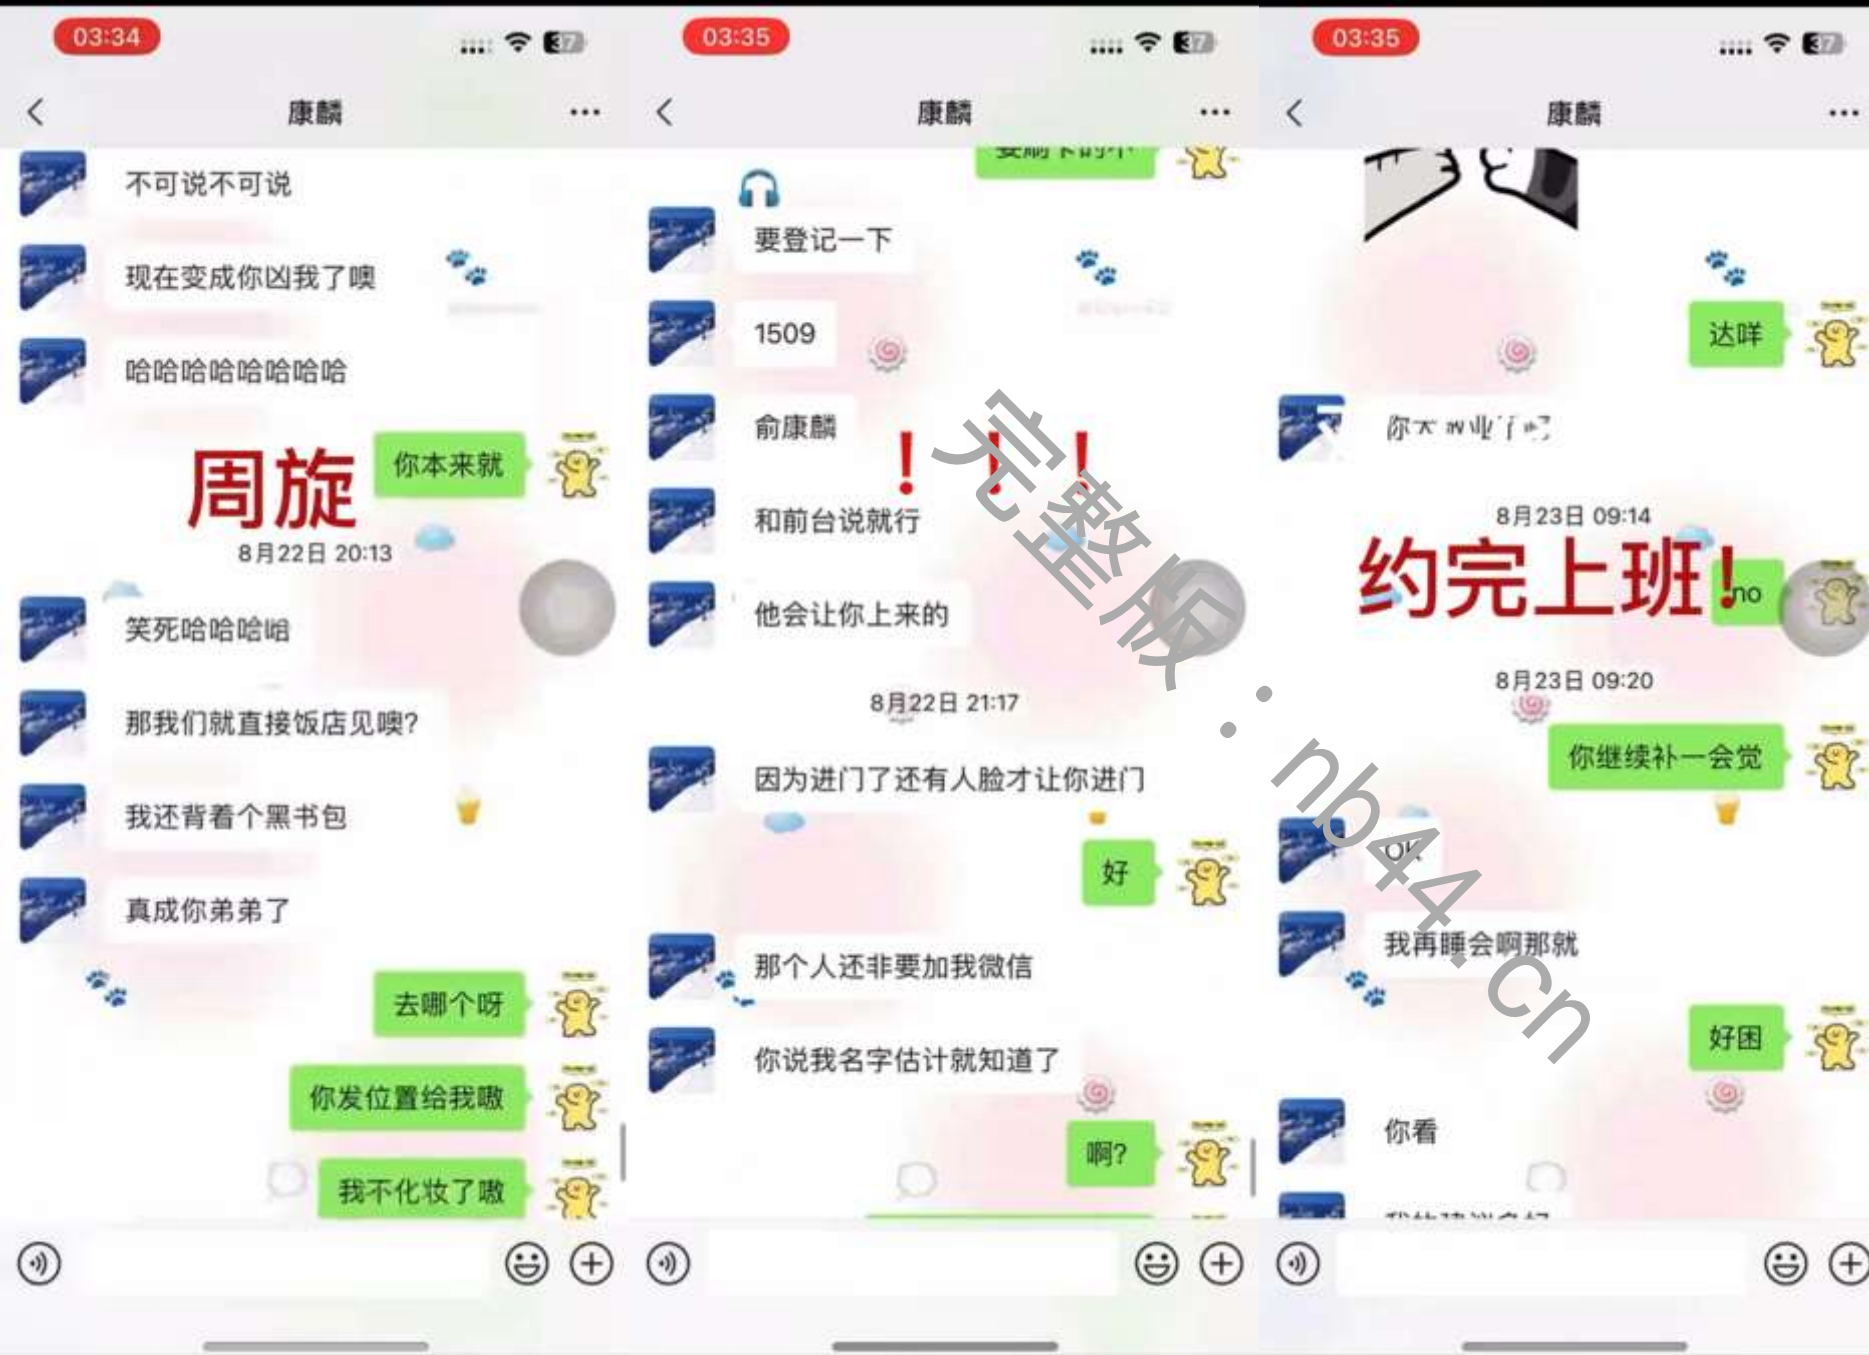 03:34
37
康麟
不可说不可说
现在变成你凶我了噢
哈哈哈哈哈哈哈哈
你本来就
周旋
8月22日 20:13
笑死哈哈哈哈
那我们就直接饭店见噢?
我还背着个黑书包
真成你弟弟了
去哪个呀
你发位置给我嗷
我不化妆了嗷
03:35
37
康麟
要刷卡的不
要登记一下
1509
俞康麟
!!!
和前台说就行
他会让你上来的
8月22日 21:17
因为进门了还有人脸才让你进门
好
那个人还非要加我微信
你说我名字估计就知道了
啊?
03:35
37
康麟
达咩
8月23日 09:14
约完上班!
no
8月23日 09:20
你继续补一会觉
OK
我再睡会啊那就
好困
你看
完整版:nb44.cn